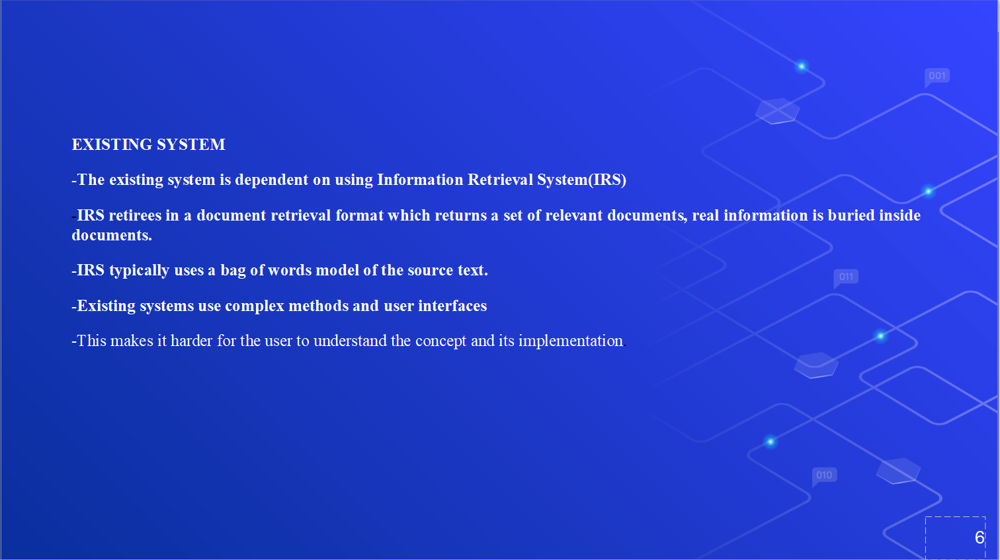 001
EXISTING SYSTEM
-The existing system is dependent on using Information Retrieval System(IRS)
-IRS retirees in a document retrieval format which returns a set of relevant documents, real information is buried inside
documents.
-IRS typically uses a bag of words model of the source text.
011
-Existing systems use complex methods and user interfaces
-This makes it harder for the user to understand the concept and its implementation.
010
6